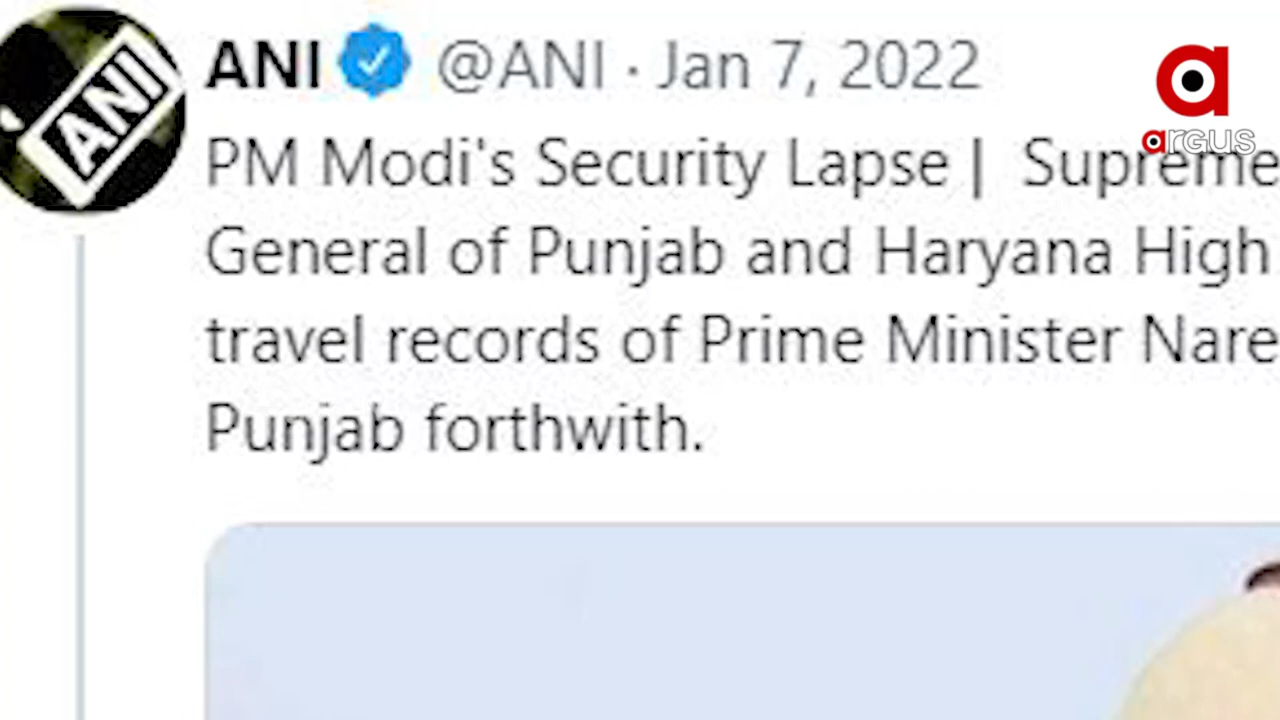 ANI @ANI · Jan 7, 2022
ANI
argus
PM Modi's Security Lapse | Supreme
General of Punjab and Haryana High
travel records of Prime Minister Nare
Punjab forthwith.